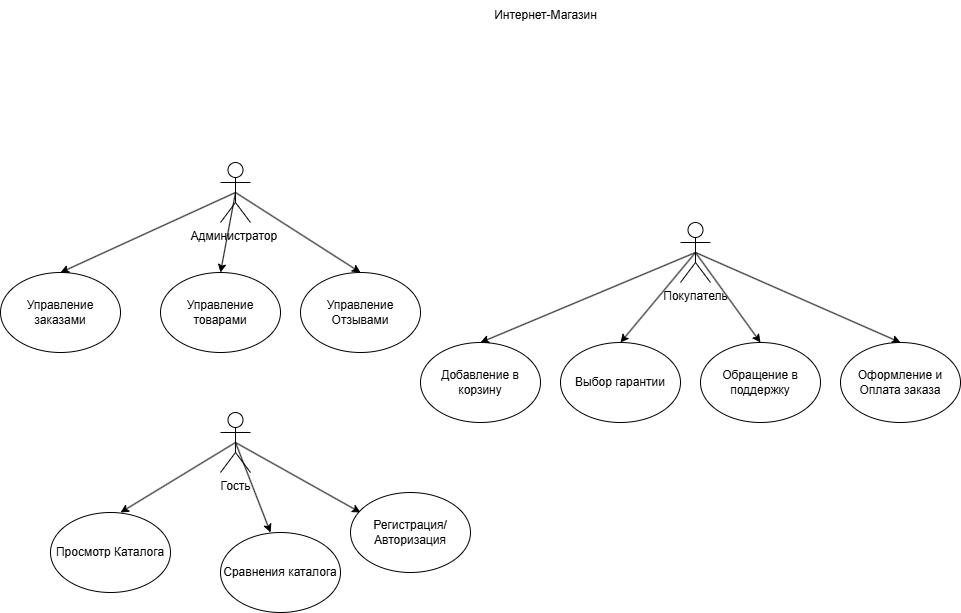 Интернет-Магазин
Администратор
Управление
заказами
Управление
товарами
Управление
Отзывами
Покупатель
Добавление в
корзину
Выбор гарантии
Обращение в
поддержку
Оформление и
Оплата заказа
Гость
Просмотр Каталога
Сравнения каталога
Регистрация/
Авторизация